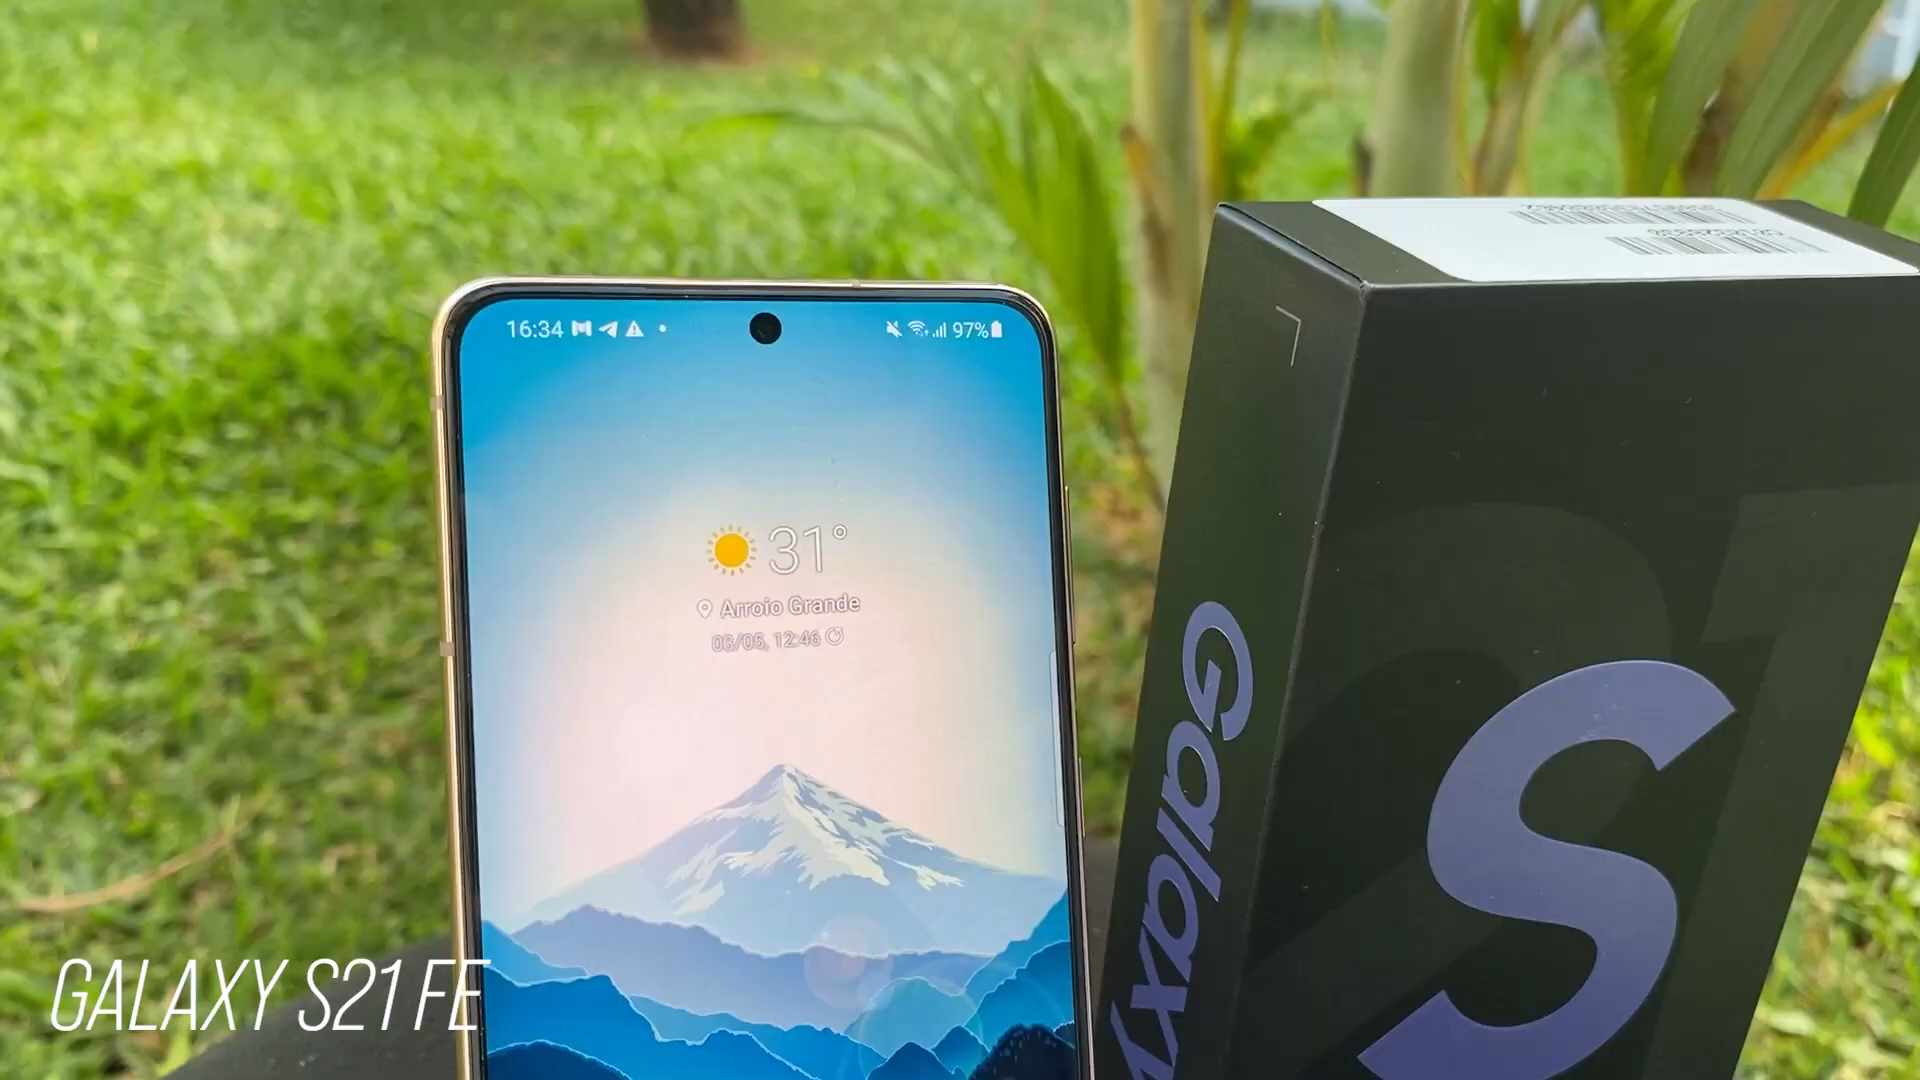 16:34
97%
31°
Arroio Grande
03/05, 12:46
Galaxy
S
GALAXY S21 FE